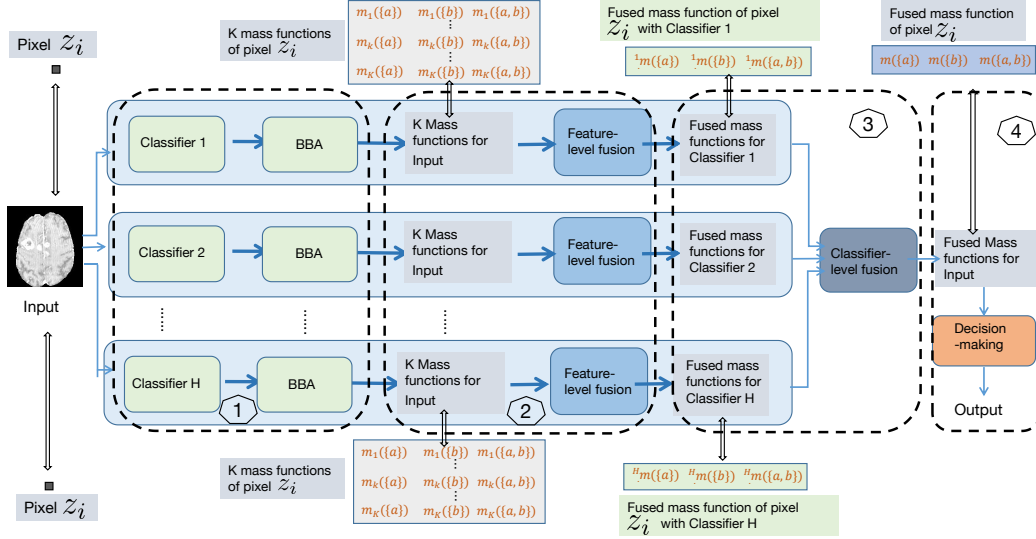 Pixel z_i
K mass functions
of pixel z_i
m_1({a}) m_1({b}) m_1({a, b})
⋮
m_k({a}) m_k({b}) m_k({a, b})
⋮
m_K({a}) m_K({b}) m_K({a, b})
Fused mass function of pixel
z_i with Classifier 1
^1m({a}) ^1m({b}) ^1m({a, b})
Fused mass function
of pixel z_i
m({a}) m({b}) m({a, b})
Classifier 1
BBA
K Mass
functions for
Input
Feature-
level fusion
Fused mass
functions for
Classifier 1
3
4
Classifier 2
BBA
K Mass
functions for
Input
Feature-
level fusion
Fused mass
functions for
Classifier 2
Classifier-
level fusion
Fused Mass
functions for
Input
Input
Decision
-making
Classifier H
BBA
K Mass
functions for
Input
Feature-
level fusion
Fused mass
functions for
Classifier H
1
2
Output
K mass functions
of pixel z_i
m_1({a}) m_1({b}) m_1({a, b})
⋮
m_k({a}) m_k({b}) m_k({a, b})
⋮
m_K({a}) m_K({b}) m_K({a, b})
^Hm({a}) ^Hm({b}) ^Hm({a, b})
Fused mass function of pixel
z_i with Classifier H
Pixel z_i